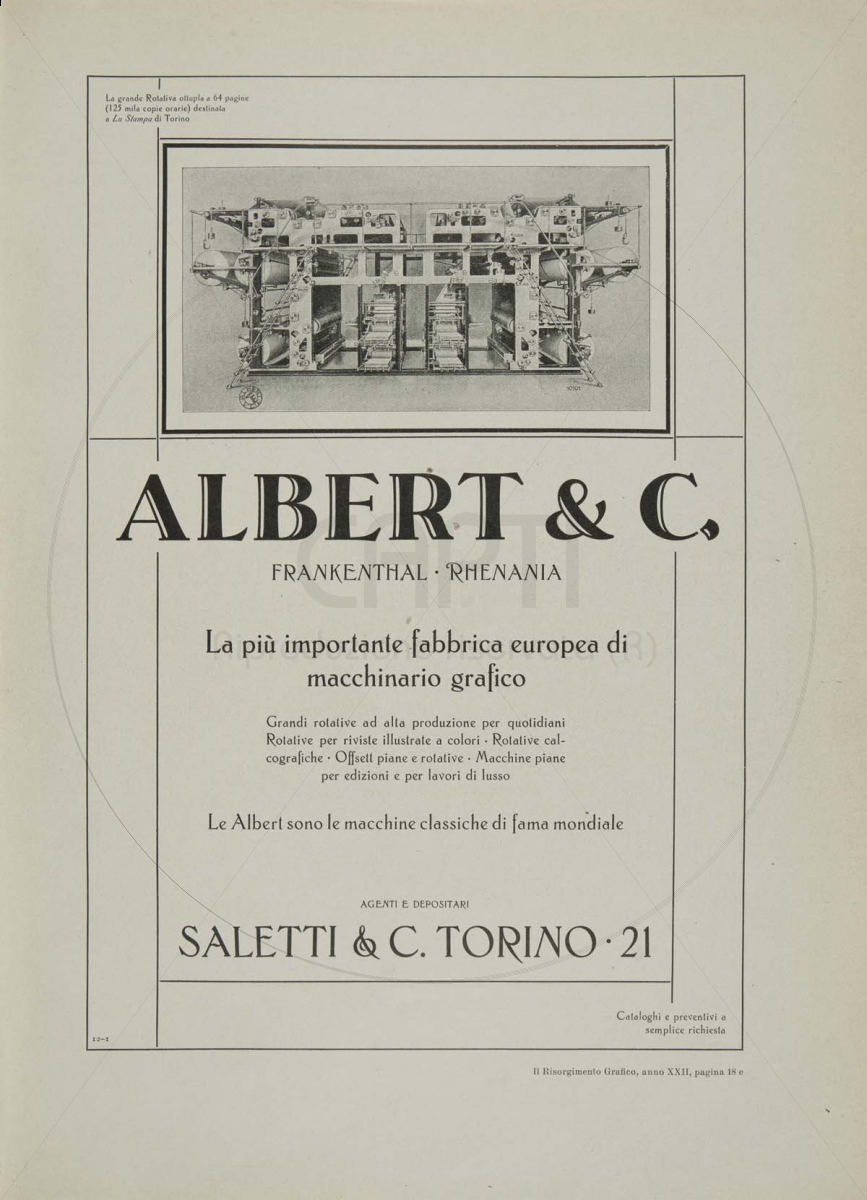 La grande Rotativa ottupla a 64 pagine
(125 mila copie orarie) destinata
a La Stampa di Torino
10101
ALBERT & C.
FRANKENTHAL · RHENANIA
La più importante fabbrica europea di
macchinario grafico
Grandi rotative ad alta produzione per quotidiani
Rotative per riviste illustrate a colori · Rotative cal-
cografiche · Offsett piane e rotative · Macchine piane
per edizioni e per lavori di lusso
Le Albert sono le macchine classiche di fama mondiale
AGENTI E DEPOSITARI
SALETTI & C. TORINO · 21
Cataloghi e preventivi a
semplice richiesta
12-1
Il Risorgimento Grafico, anno XXII, pagina 18 e
CAPTI